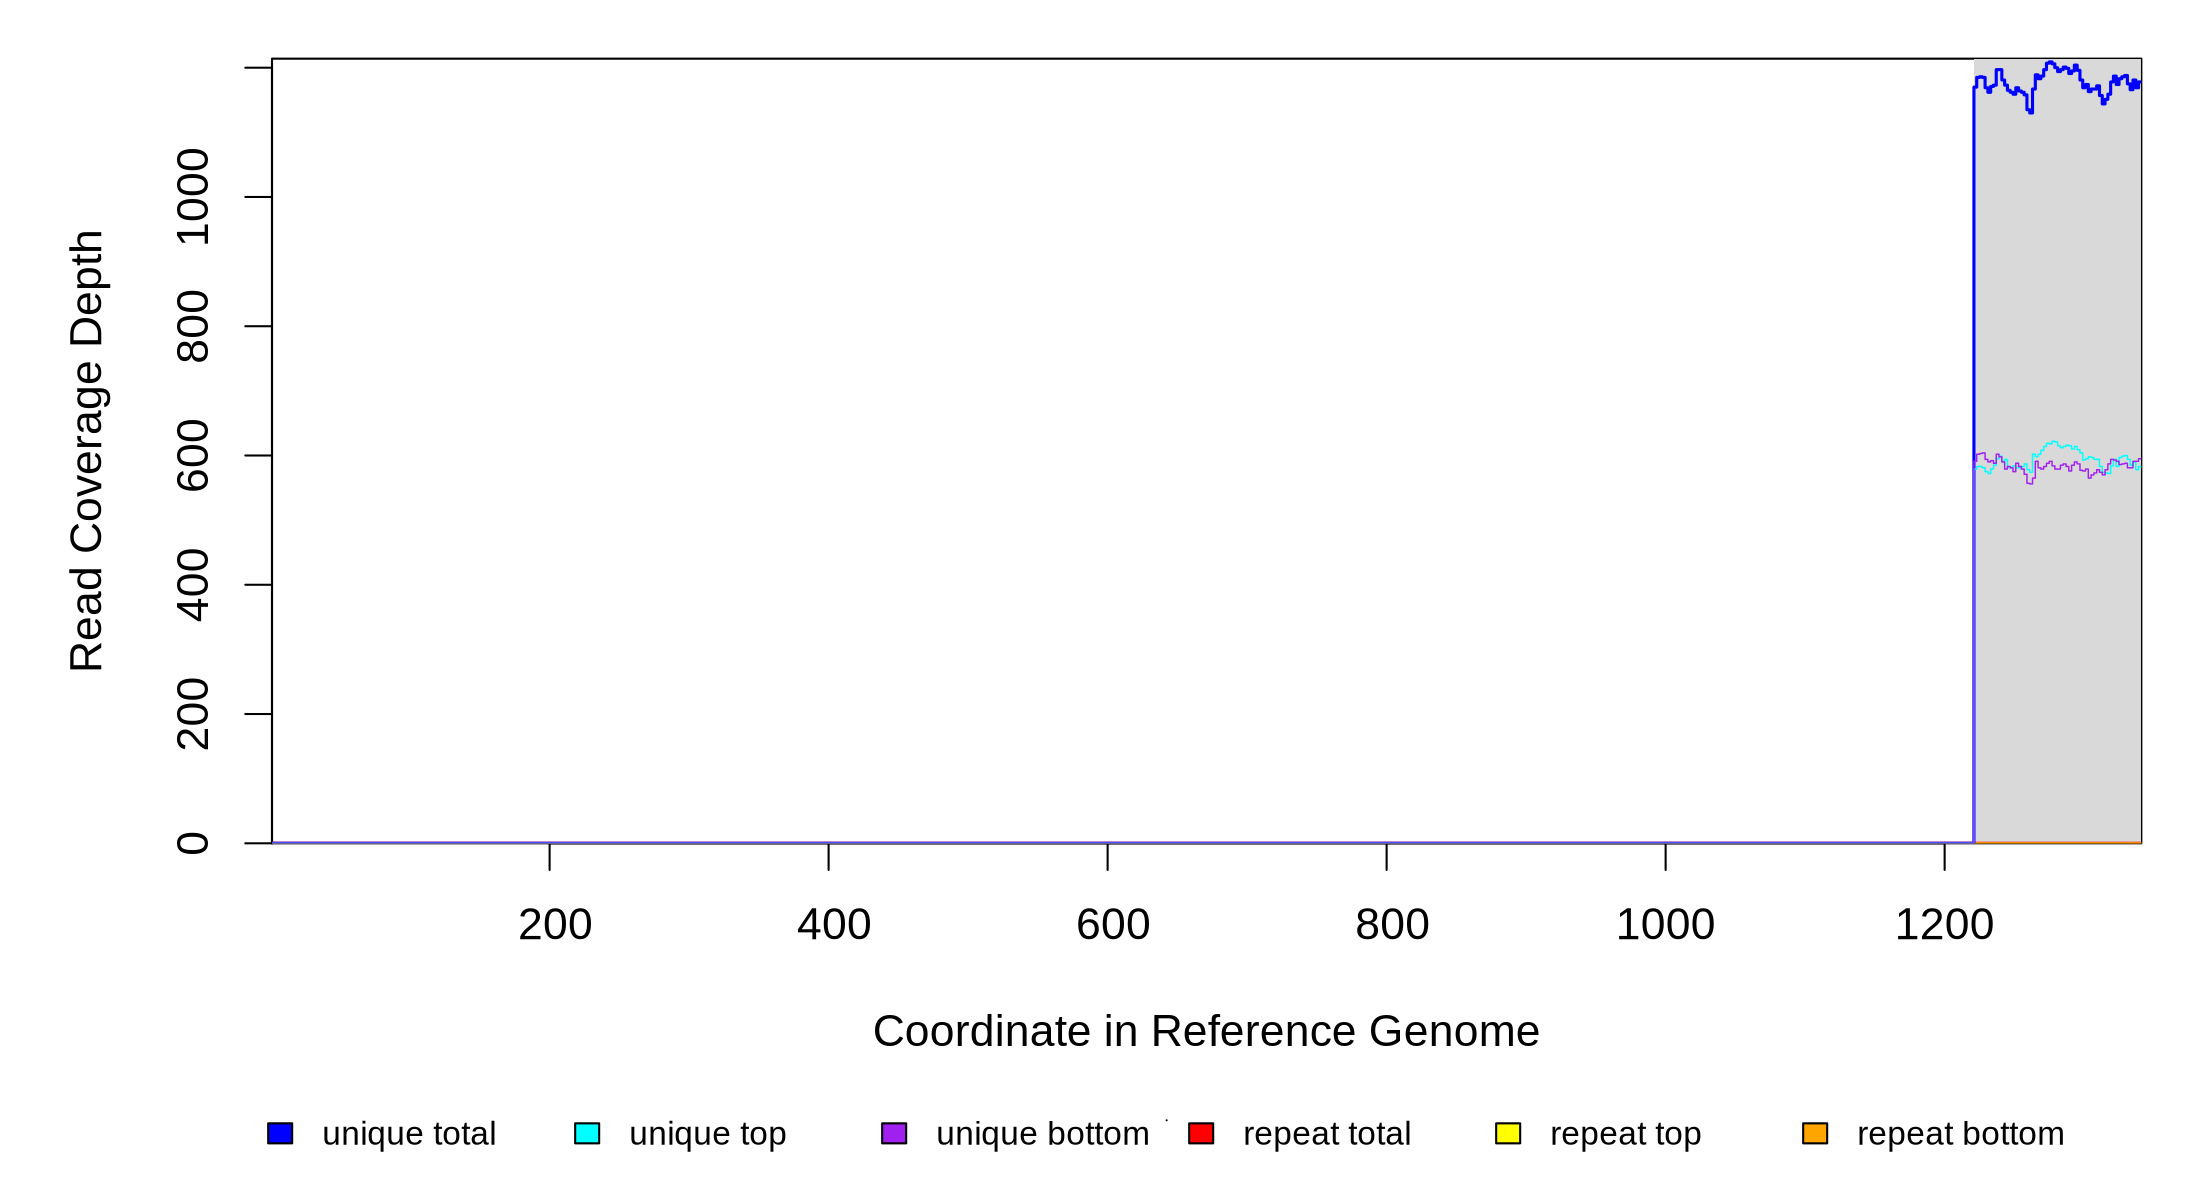 Read Coverage Depth
1000
800
600
400
200
0
200 400 600 800 1000 1200
Coordinate in Reference Genome
unique total unique top unique bottom repeat total repeat top repeat bottom